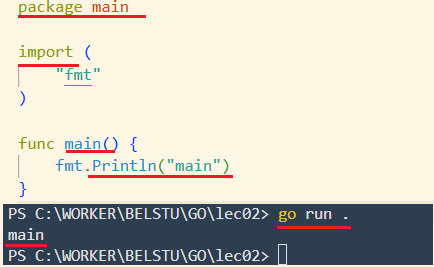 package main
import (
"fmt"
)
func main() {
fmt.Println("main")
}
PS C:\WORKER\BELSTU\GO\lec02> go run .
main
PS C:\WORKER\BELSTU\GO\lec02>